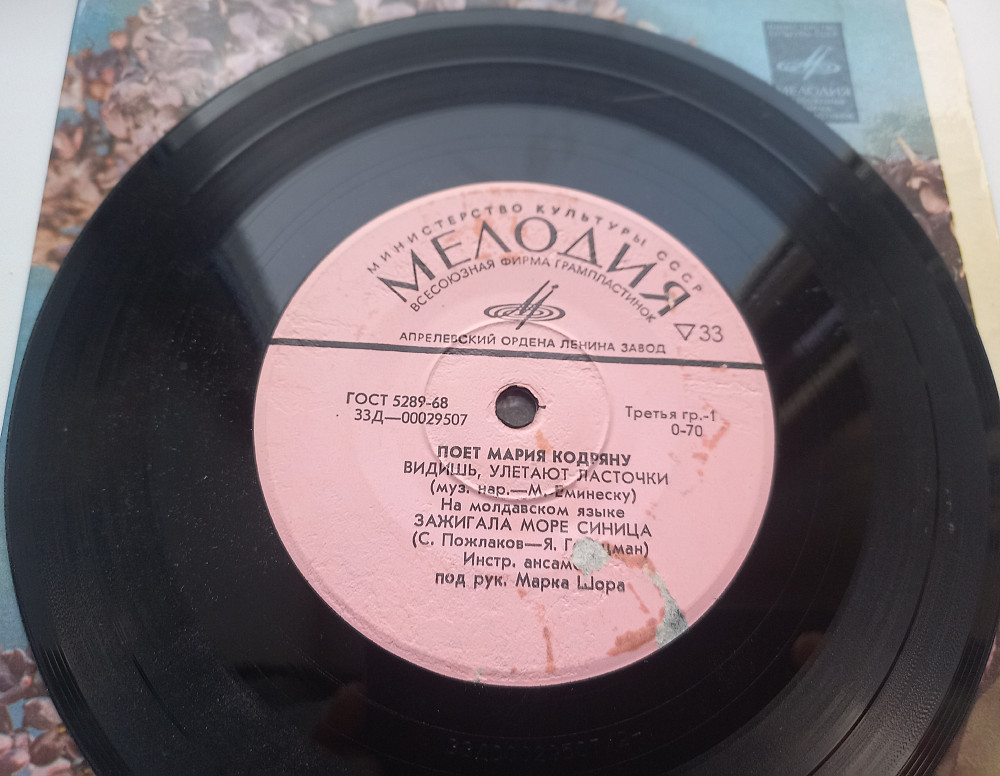 МИНИСТЕРСТВО КУЛЬТУРЫ СССР
МЕЛОДИЯ
ВСЕСОЮЗНАЯ ФИРМА ГРАМПЛАСТИНОК
АПРЕЛЕВСКИЙ ОРДЕНА ЛЕНИНА ЗАВОД
33
ГОСТ 5289-68
33Д—00029507
Третья гр.-1
0-70
ПОЕТ МАРИЯ КОДРЯНУ
ВИДИШЬ, УЛЕТАЮТ ЛАСТОЧКИ
(муз. нар.—М. Еминеску)
На молдавском языке
ЗАЖИГАЛА МОРЕ СИНИЦА
(С. Пожлаков—Я.
Инстр.
под рук. Марка Шора
МЕЛОДИЯ